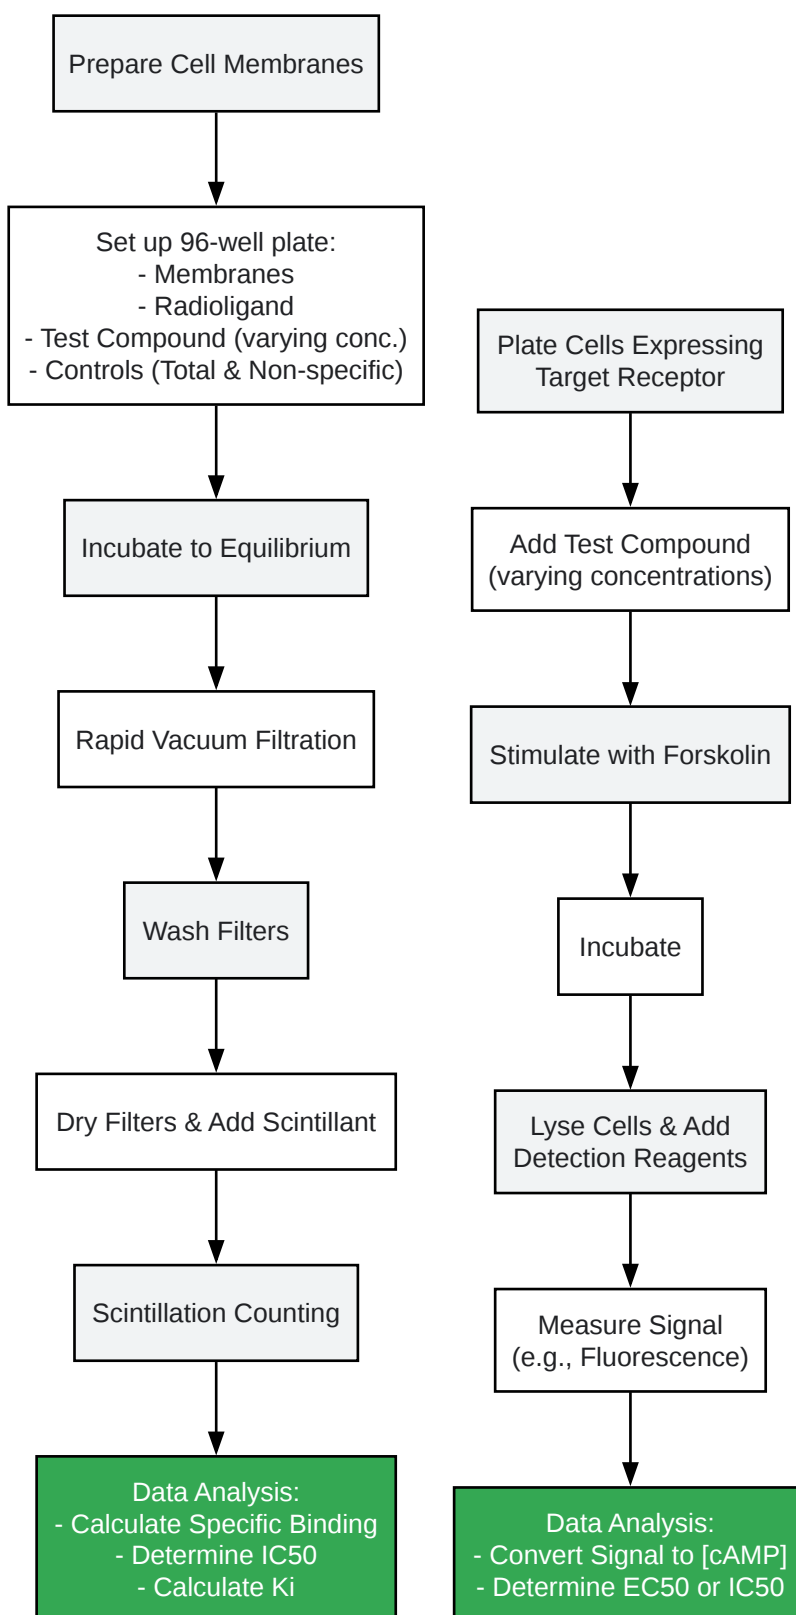 Prepare Cell Membranes
Set up 96-well plate:
- Membranes
- Radioligand
- Test Compound (varying conc.)
- Controls (Total & Non-specific)
Incubate to Equilibrium
Rapid Vacuum Filtration
Wash Filters
Dry Filters & Add Scintillant
Scintillation Counting
Data Analysis:
- Calculate Specific Binding
- Determine IC50
- Calculate Ki
Plate Cells Expressing
Target Receptor
Add Test Compound
(varying concentrations)
Stimulate with Forskolin
Incubate
Lyse Cells & Add
Detection Reagents
Measure Signal
(e.g., Fluorescence)
Data Analysis:
- Convert Signal to [cAMP]
- Determine EC50 or IC50